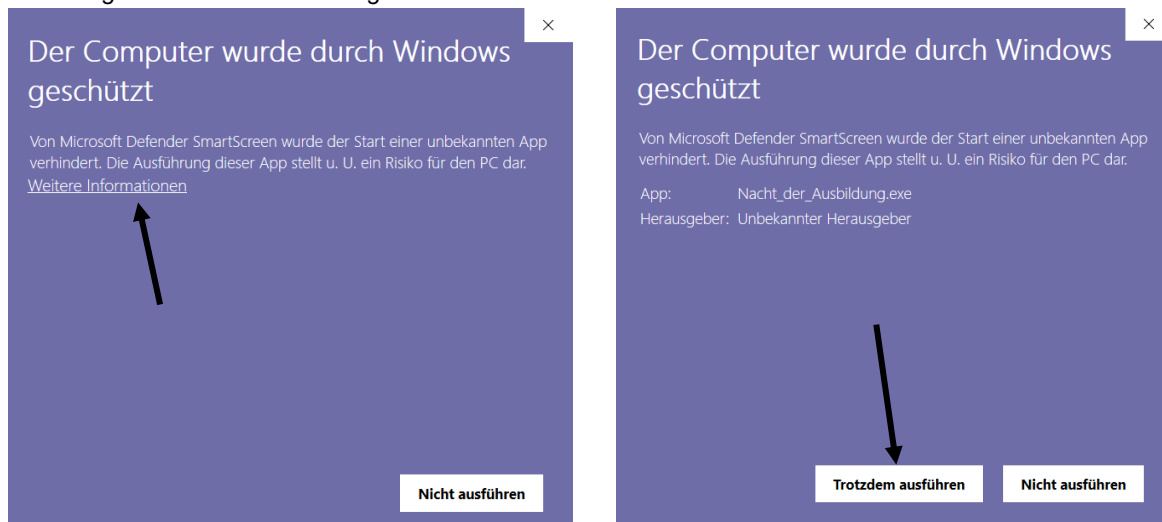 Der Computer wurde durch Windows
geschützt
Von Microsoft Defender SmartScreen wurde der Start einer unbekannten App
verhindert. Die Ausführung dieser App stellt u. U. ein Risiko für den PC dar.
Weitere Informationen
Nicht ausführen
Der Computer wurde durch Windows
geschützt
Von Microsoft Defender SmartScreen wurde der Start einer unbekannten App
verhindert. Die Ausführung dieser App stellt u. U. ein Risiko für den PC dar.
App: Nacht_der_Ausbildung.exe
Herausgeber: Unbekannter Herausgeber
Trotzdem ausführen Nicht ausführen